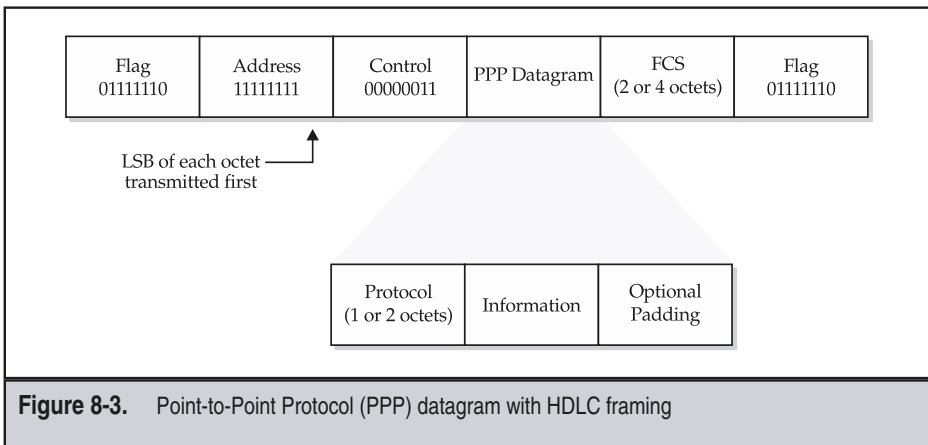 Flag
01111110
Address
11111111
Control
00000011
PPP Datagram
FCS
(2 or 4 octets)
Flag
01111110
LSB of each octet
transmitted first
Protocol
(1 or 2 octets)
Information
Optional
Padding
Figure 8-3. Point-to-Point Protocol (PPP) datagram with HDLC framing